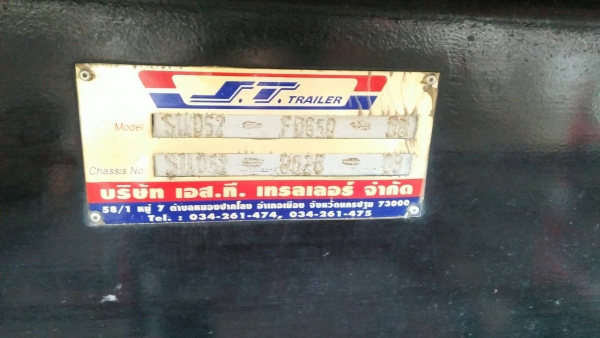 S.T. TRAILER
Model
Chassis No.
บริษัท เอส.ที. เทรลเลอร์ จำกัด
58/1 หมู่ 7 ตำบลหนองปากโลง อำเภอเมือง จังหวัดนครปฐม 73000
Tel. : 034-261-474, 034-261-475